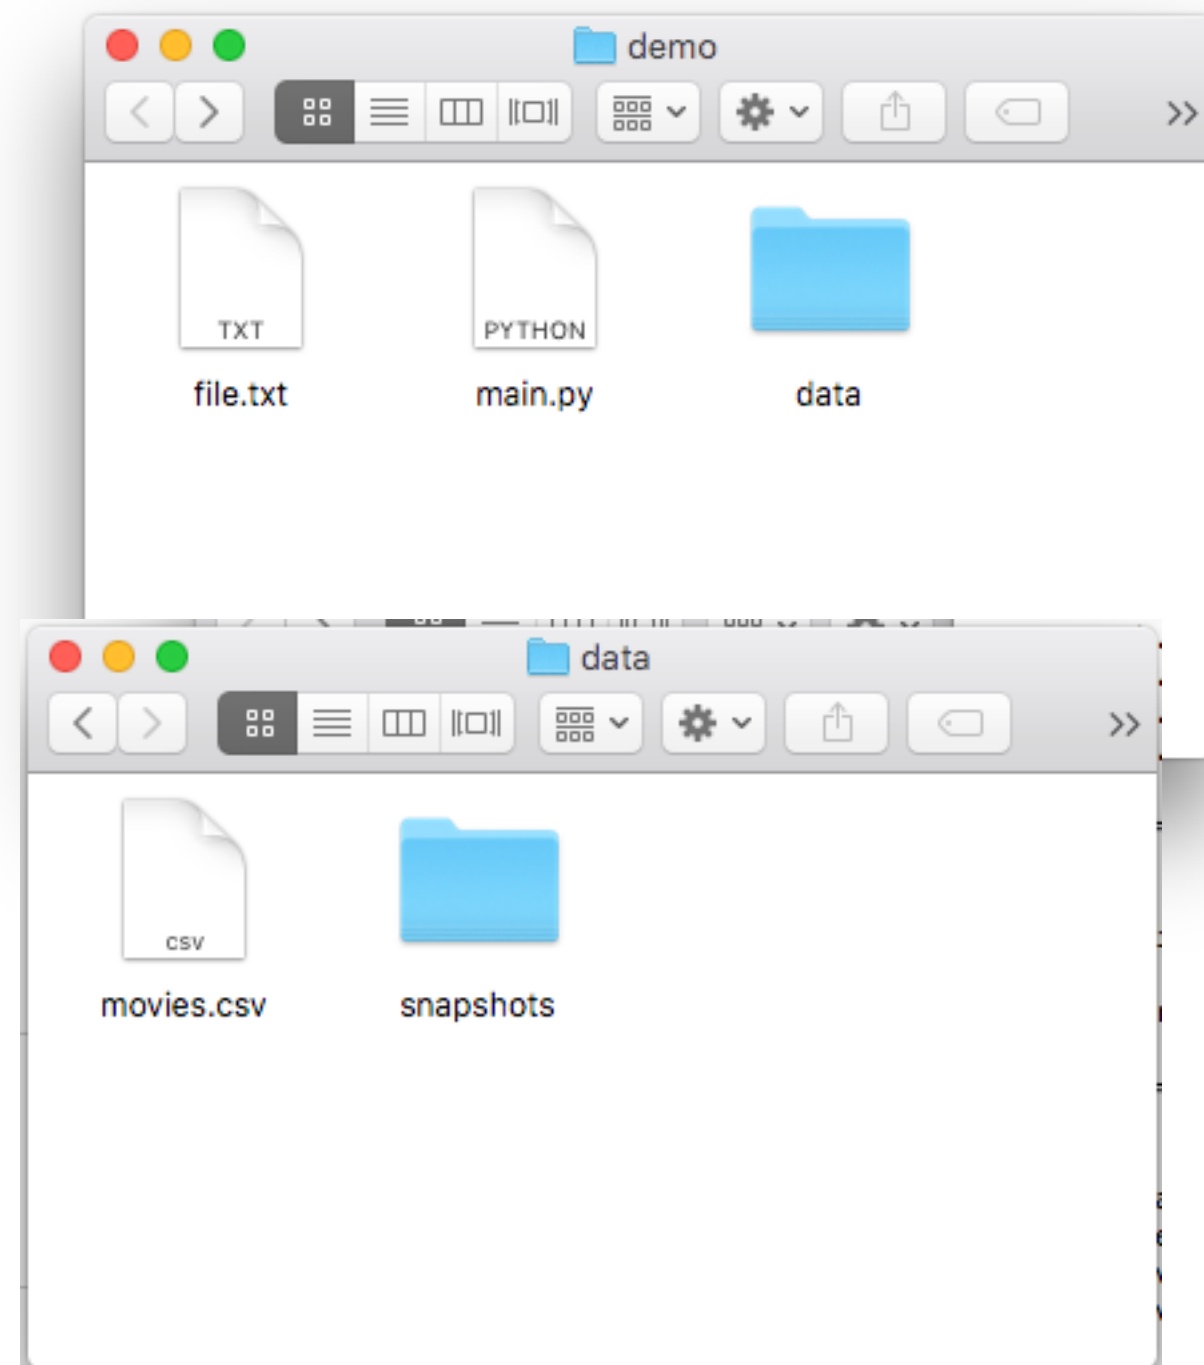 demo
TXT
PYTHON
file.txt
main.py
data
data
CSV
movies.csv
snapshots